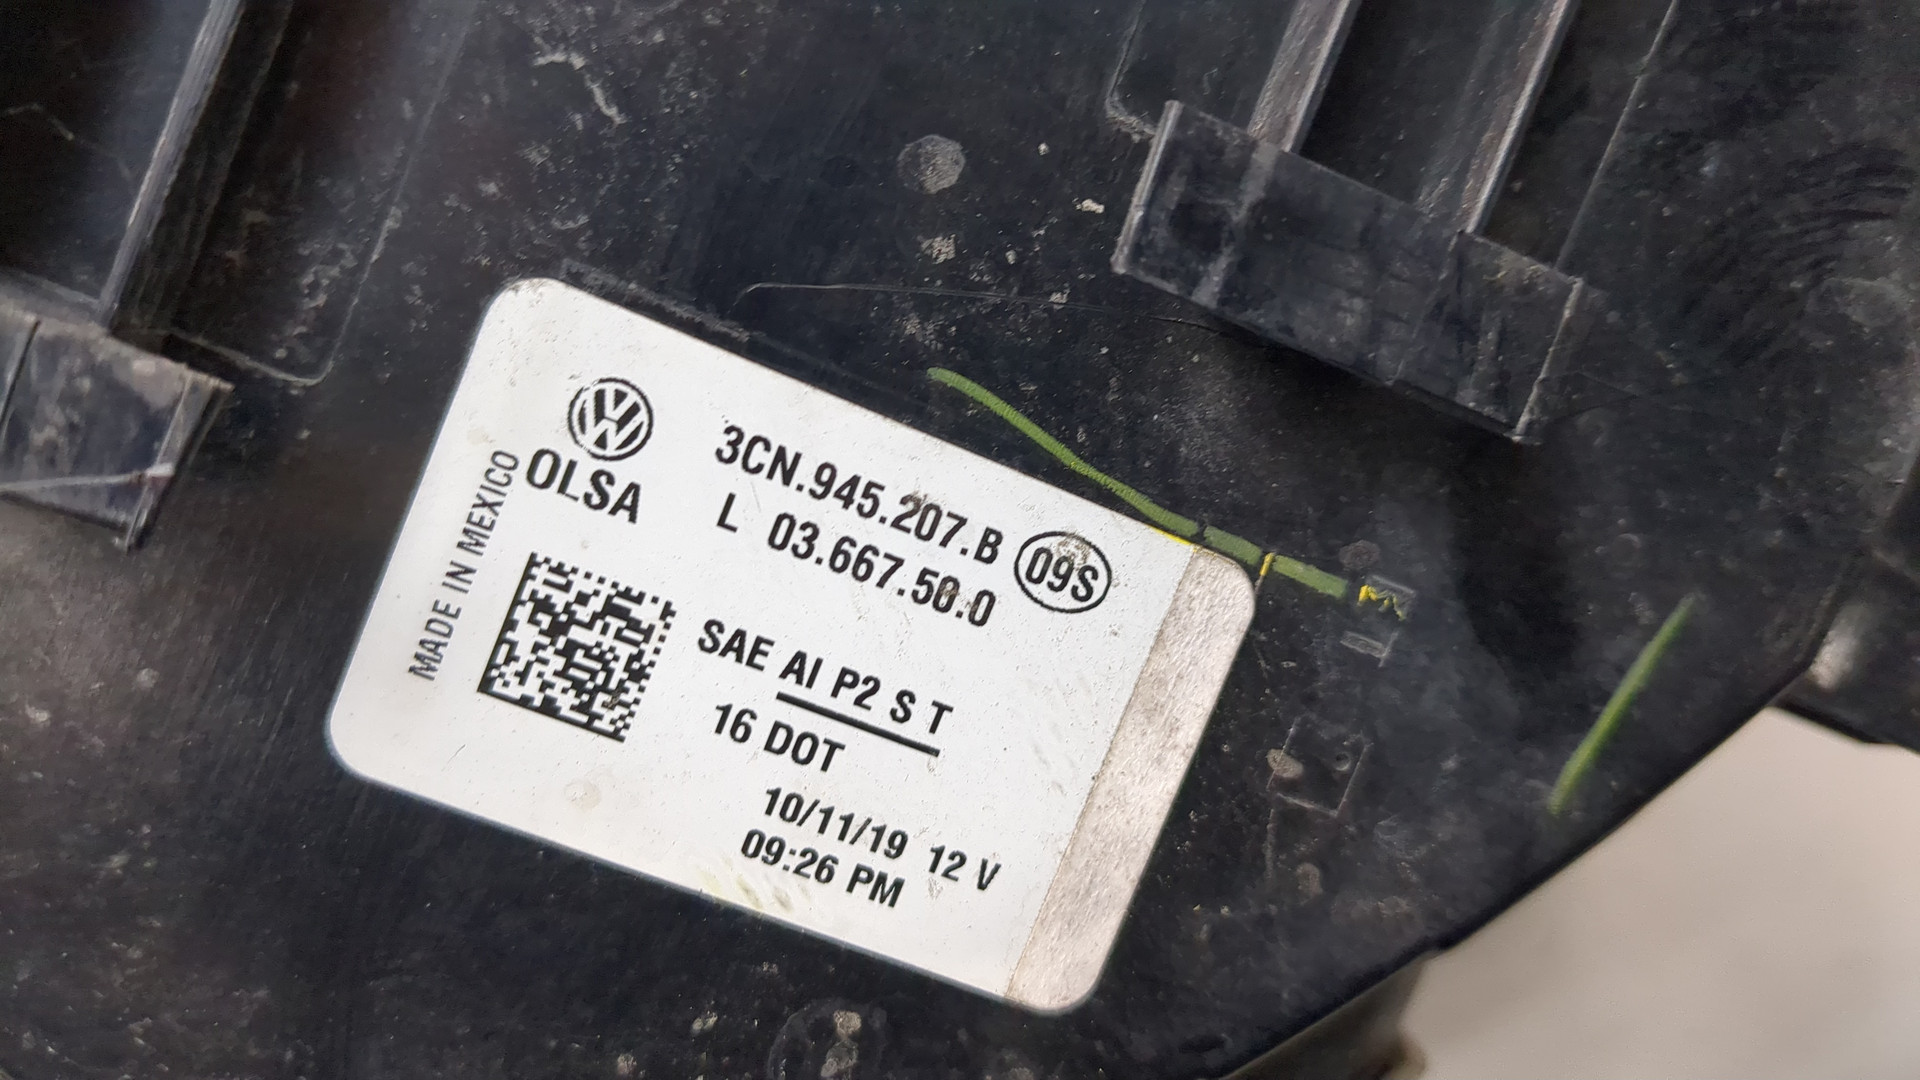 OLSA
MADE IN MEXICO
3CN.945.207.B 09S
L 03.667.50.0
SAE AI P2 S T
16 DOT
10/11/19 12 V
09:26 PM